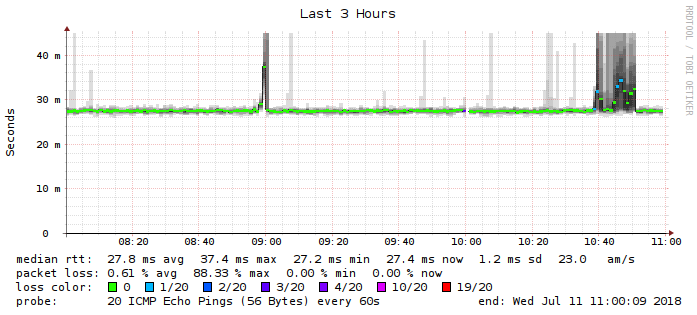 Last 3 Hours
RRDTOOL / TOBI OETIKER
Seconds
40 m
30 m
20 m
10 m
0
08:20 08:40 09:00 09:20 09:40 10:00 10:20 10:40 11:00
median rtt: 27.8 ms avg 37.4 ms max 27.2 ms min 27.4 ms now 1.2 ms sd 23.0 am/s
packet loss: 0.61 % avg 88.33 % max 0.00 % min 0.00 % now
loss color: 0 1/20 2/20 3/20 4/20 10/20 19/20
probe: 20 ICMP Echo Pings (56 Bytes) every 60s end: Wed Jul 11 11:00:09 2018